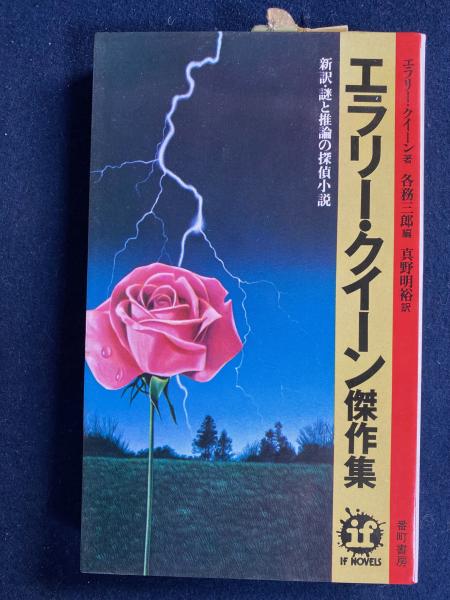 エラリー・クイーン著 各務三郎編 真野明裕訳
エラリー・クイーン傑作集
新訳・謎と推論の探偵小説
if
IF NOVELS
番町書房